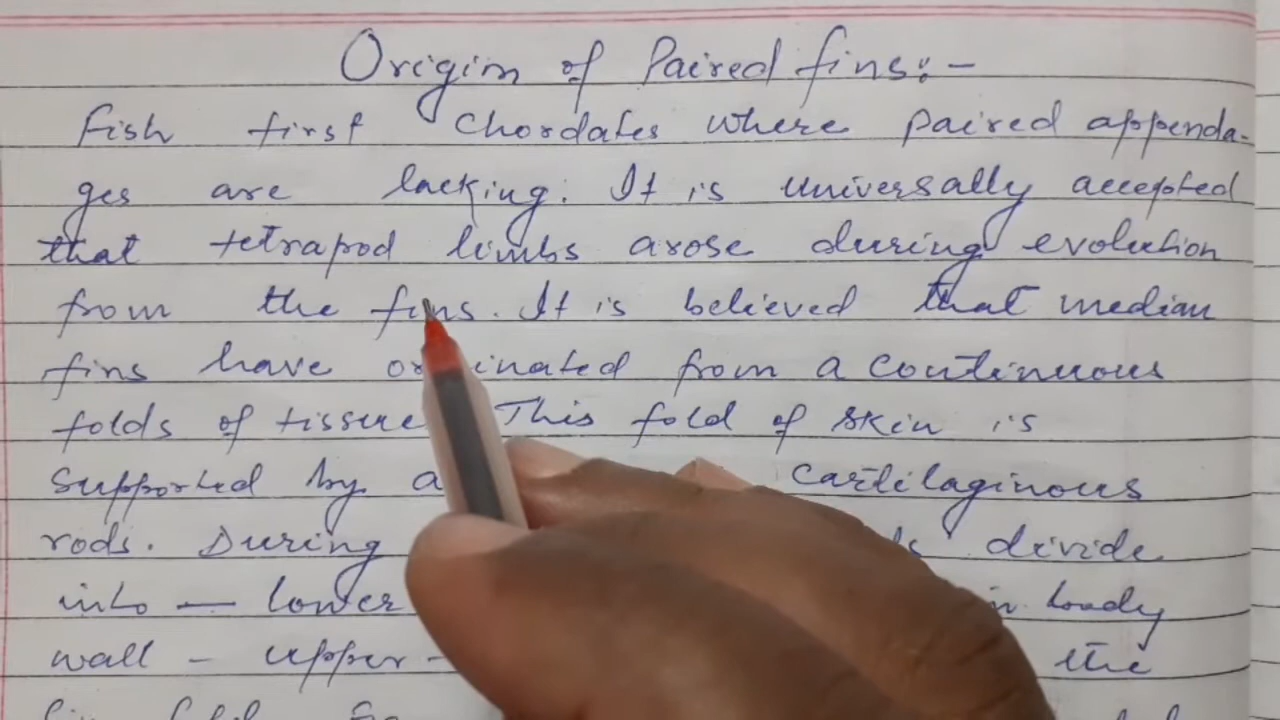 Origin of Paired fins:-
Fish first Chordates where paired appenda-
ges are lacking. It is universally accepted
that tetrapod limbs arose during evolution
from the fins. It is believed that median
fins have from a continuous
folds of tissue This fold of skin is
supported by a cartilaginous
rods. During divide
into — lower body
wall - upper - the